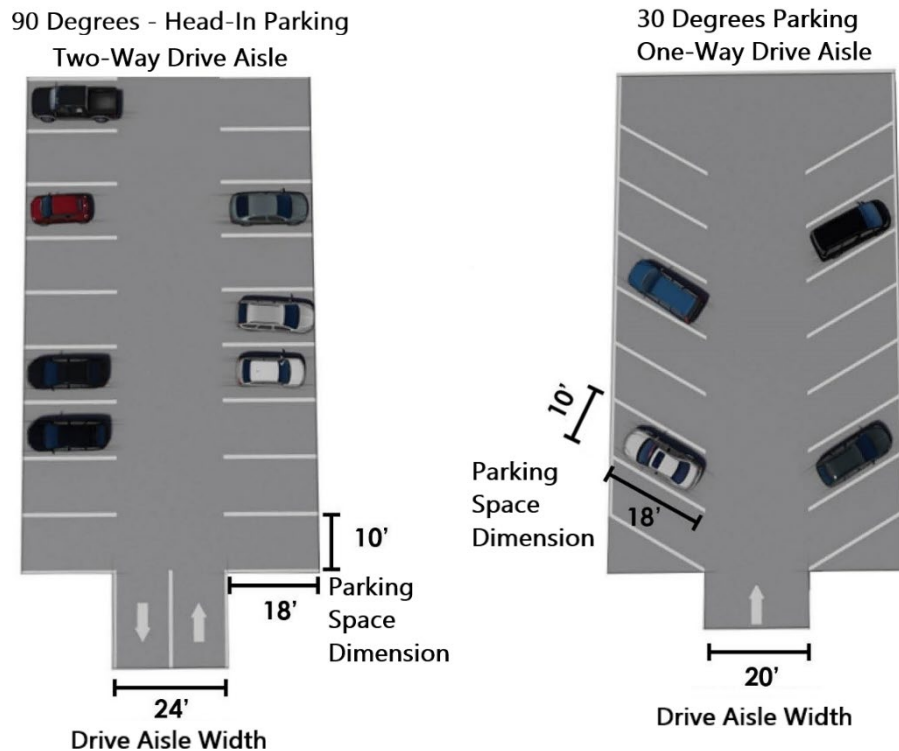 90 Degrees - Head-In Parking
Two-Way Drive Aisle
10'
18'
Parking
Space
Dimension
24'
Drive Aisle Width
30 Degrees Parking
One-Way Drive Aisle
10'
Parking
Space
Dimension
18'
20'
Drive Aisle Width